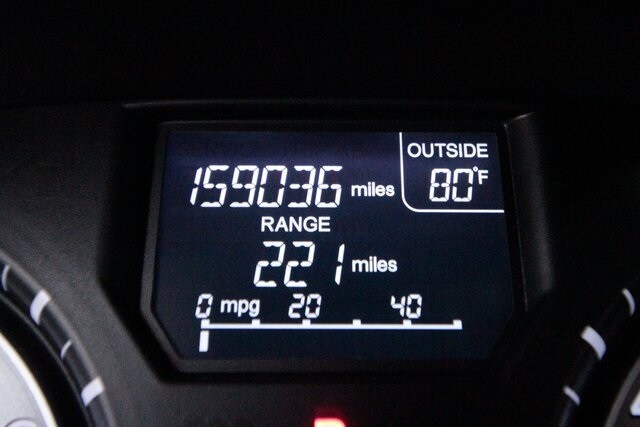 OUTSIDE
159036 miles 80°F
RANGE
221 miles
0 mpg 20 40